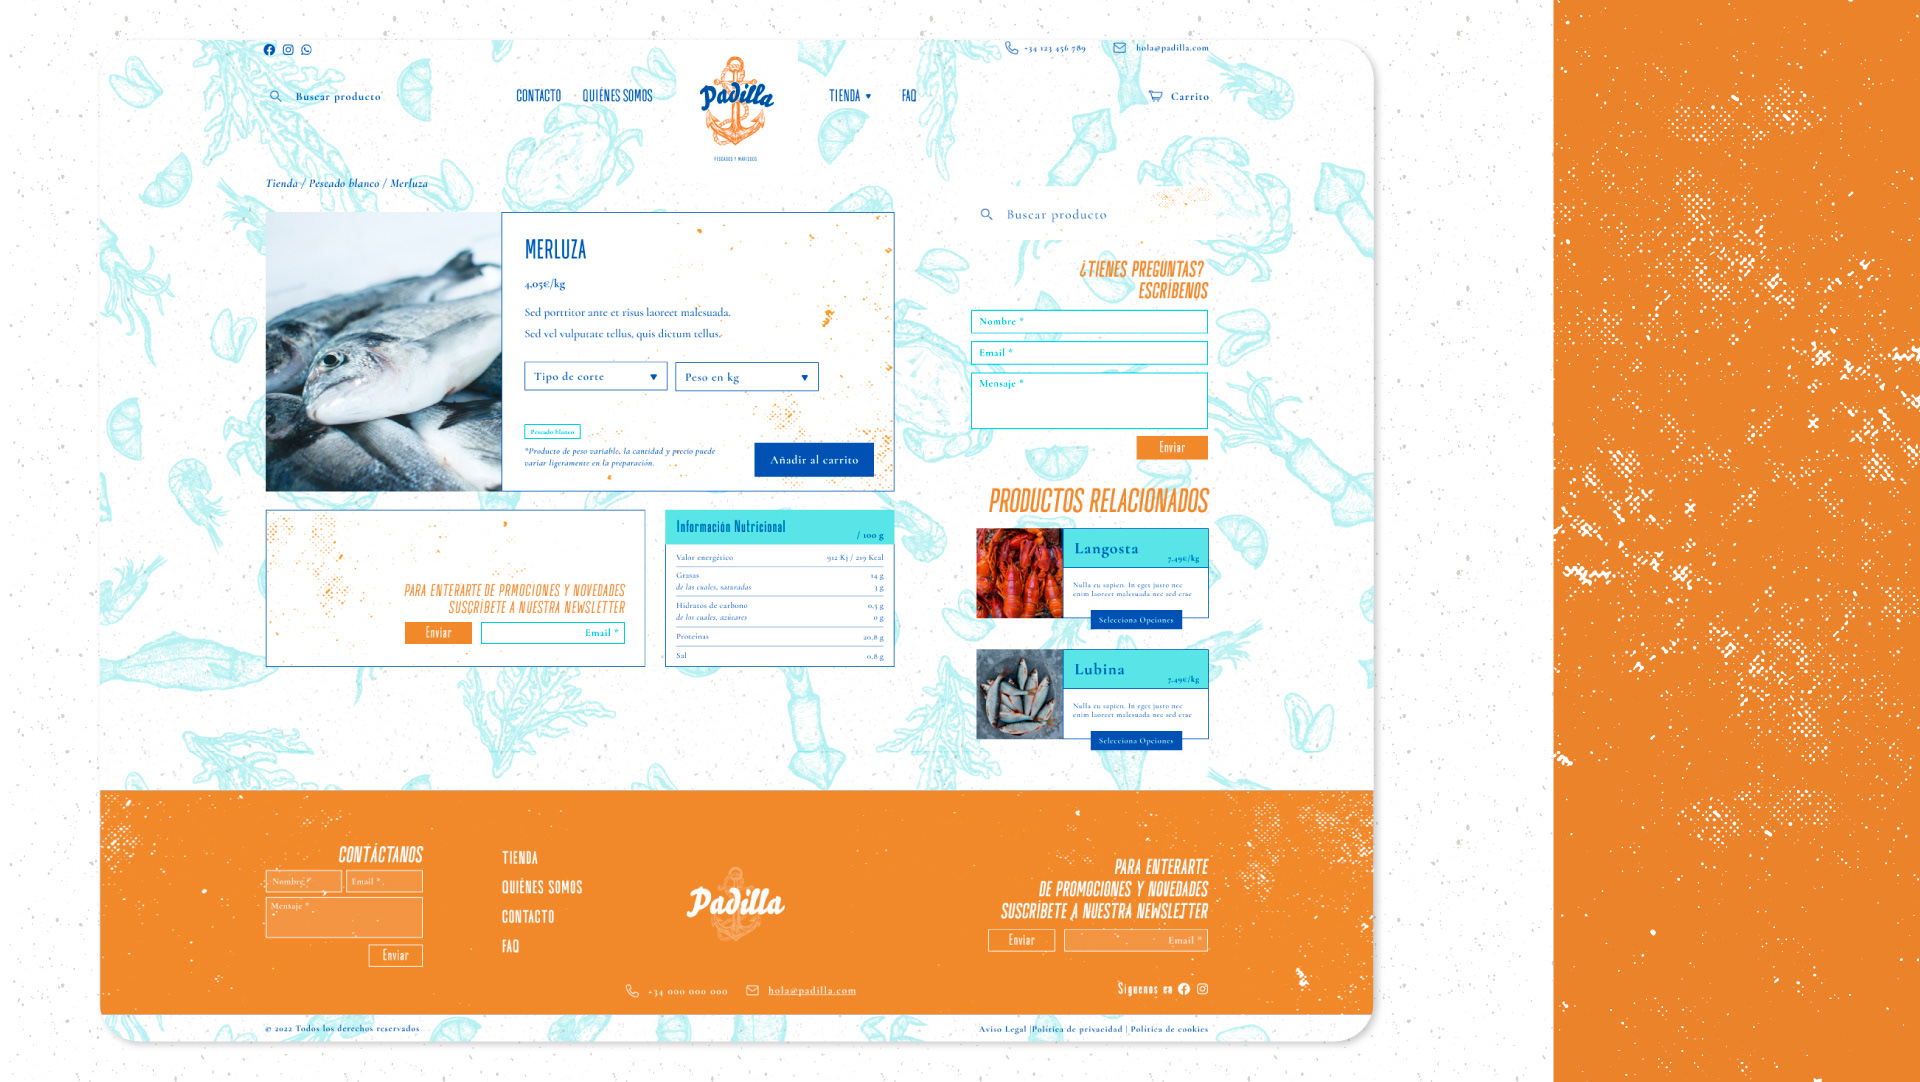 +34 123 456 789
hola@padilla.com
Buscar producto
CONTACTO
QUIÉNES SOMOS
Padilla
PESCADOS Y MARISCOS
TIENDA
FAQ
Carrito
Tienda / Pescado blanco / Merluza
MERLUZA
4,05€/kg
Sed porttitor ante et risus laoreet malesuada.
Sed vel vulputate tellus, quis dictum tellus.
Tipo de corte
Peso en kg
Pescado blanco
*Producto de peso variable, la cantidad y precio puede
variar ligeramente en la preparación.
Añadir al carrito
PARA ENTERARTE DE PRMOCIONES Y NOVEDADES
SUSCRÍBETE A NUESTRA NEWSLETTER
Enviar
Email *
Información Nutricional
/ 100 g
Valor energético 912 Kj / 219 Kcal
Grasas 14 g
de las cuales, saturadas 3 g
Hidratos de carbono 0,5 g
de los cuales, azúcares 0 g
Proteínas 20,8 g
Sal 0,8 g
Buscar producto
¿TIENES PREGUNTAS?
ESCRÍBENOS
Nombre *
Email *
Mensaje *
Enviar
PRODUCTOS RELACIONADOS
Langosta
7,49€/kg
Nulla eu sapien. In eget justo nec
enim laoreet malesuada nec sed erat
Selecciona Opciones
Lubina
7,49€/kg
Nulla eu sapien. In eget justo nec
enim laoreet malesuada nec sed erat
Selecciona Opciones
CONTÁCTANOS
Nombre *
Email *
Mensaje *
Enviar
TIENDA
QUIÉNES SOMOS
CONTACTO
FAQ
Padilla
+34 000 000 000
hola@padilla.com
PARA ENTERARTE
DE PROMOCIONES Y NOVEDADES
SUSCRÍBETE A NUESTRA NEWSLETTER
Enviar
Email *
Síguenos en
© 2022 Todos los derechos reservados
Aviso Legal |Política de privacidad | Política de cookies